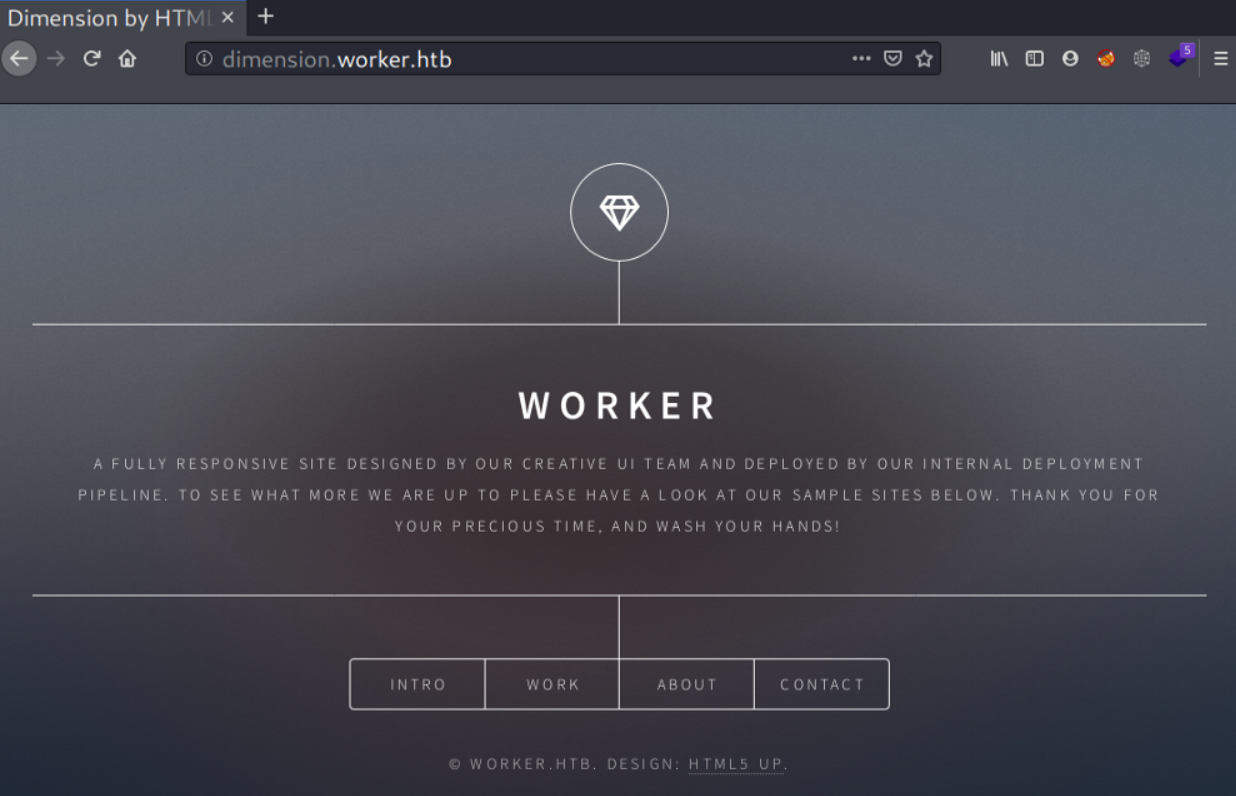 Dimension by HTML
dimension.worker.htb
5
WORKER
A FULLY RESPONSIVE SITE DESIGNED BY OUR CREATIVE UI TEAM AND DEPLOYED BY OUR INTERNAL DEPLOYMENT
PIPELINE. TO SEE WHAT MORE WE ARE UP TO PLEASE HAVE A LOOK AT OUR SAMPLE SITES BELOW. THANK YOU FOR
YOUR PRECIOUS TIME, AND WASH YOUR HANDS!
INTRO WORK ABOUT CONTACT
© WORKER.HTB. DESIGN: HTML5 UP.